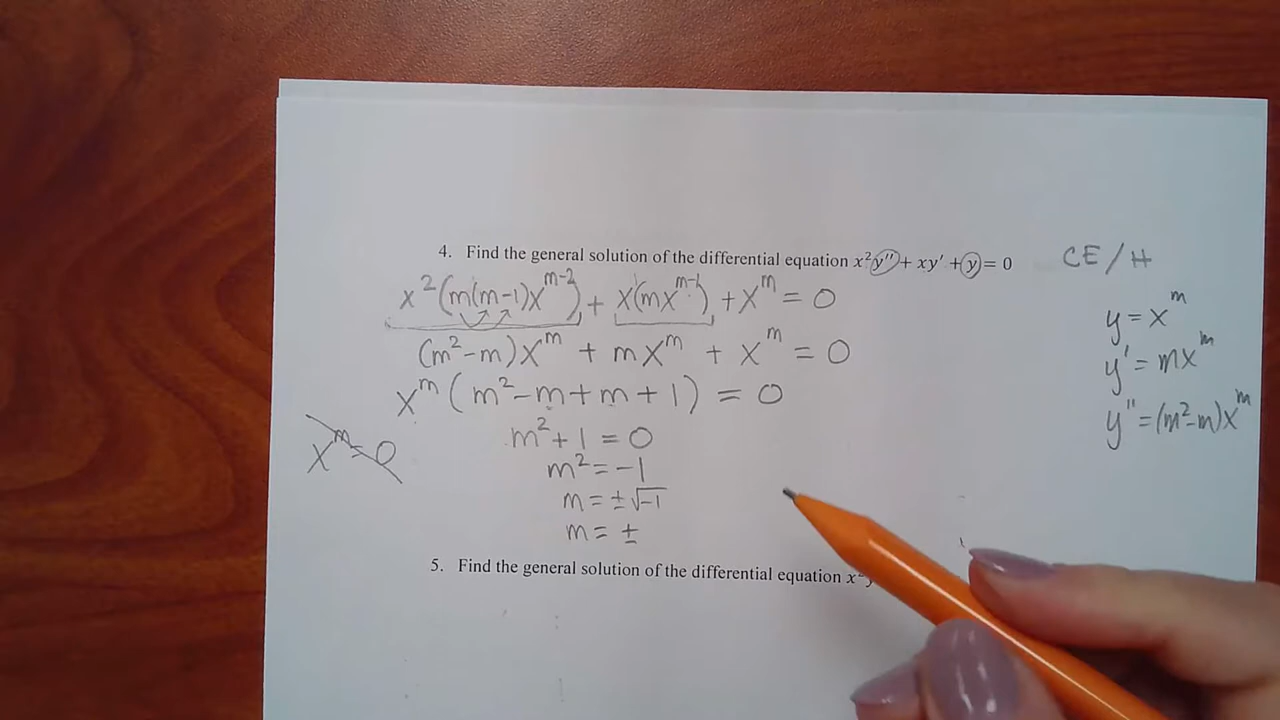 4. Find the general solution of the differential equation x²y'' + xy' + y = 0
CE/H
x²(m(m-1)x^{m-2}) + x(mx^{m-1}) + x^m = 0
(m²-m)x^m + mx^m + x^m = 0
x^m(m²-m+m+1) = 0
x^m=0
m²+1=0
m²=-1
m=±√-1
m=±
y=x^m
y'=mx^m
y''=(m²-m)x^m
5. Find the general solution of the differential equation x²y